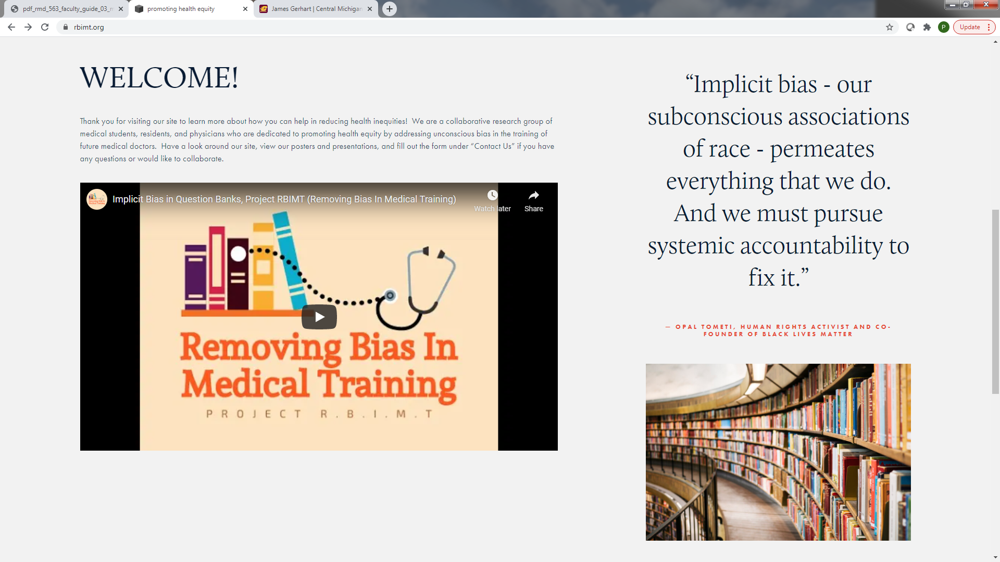 pdf_rmd_563_faculty_guide_03_
promoting health equity
James Gerhart | Central Michigan
rbimt.org
P
Update
WELCOME!
Thank you for visiting our site to learn more about how you can help in reducing health inequities!  We are a collaborative research group of
medical students, residents, and physicians who are dedicated to promoting health equity by addressing unconscious bias in the training of
future medical doctors.  Have a look around our site, view our posters and presentations, and fill out the form under “Contact Us” if you have
any questions or would like to collaborate.
Implicit Bias in Question Banks, Project RBIMT (Removing Bias In Medical Training)
Watch later
Share
Removing Bias In
Medical Training
PROJECT R.B.I.M.T
“Implicit bias - our
subconscious associations
of race - permeates
everything that we do.
And we must pursue
systemic accountability to
fix it.”
— OPAL TOMETI, HUMAN RIGHTS ACTIVIST AND CO-
FOUNDER OF BLACK LIVES MATTER